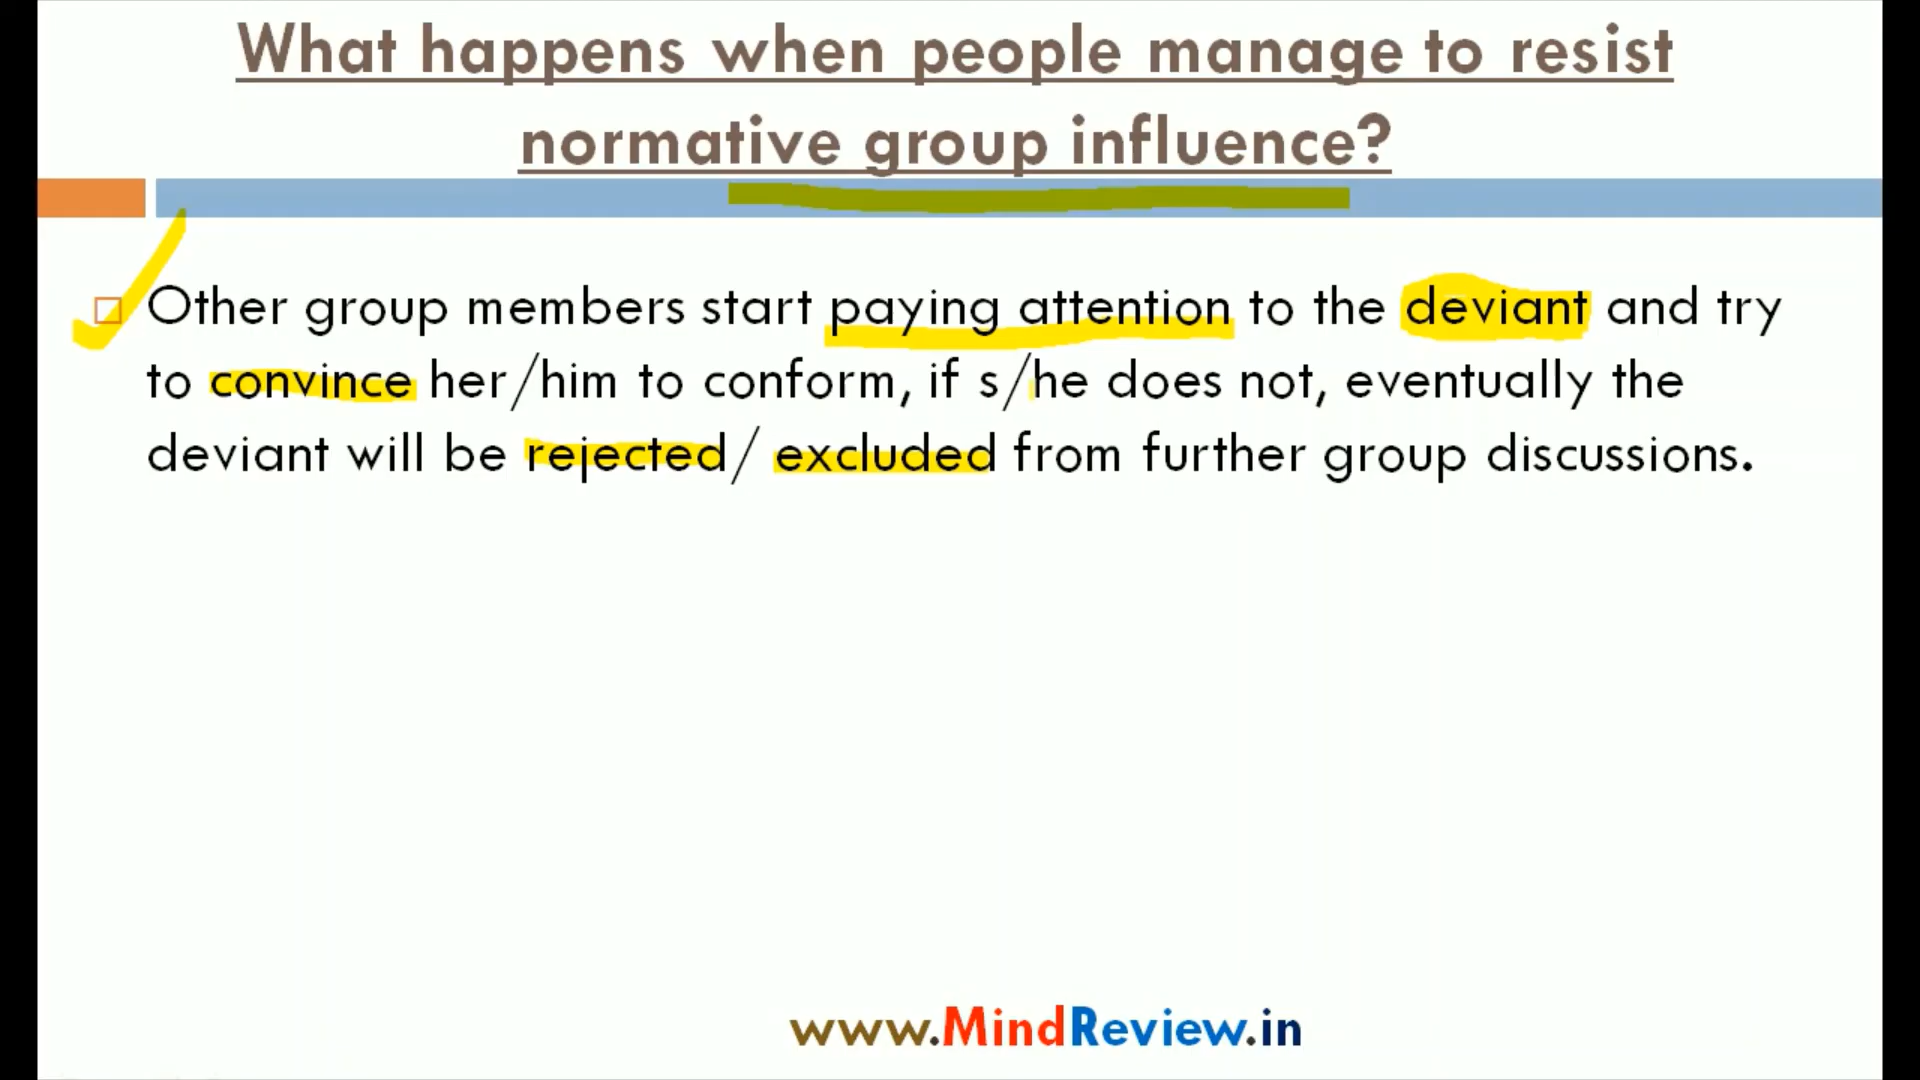 What happens when people manage to resist
normative group influence?
Other group members start paying attention to the deviant and try
to convince her/him to conform, if s/he does not, eventually the
deviant will be rejected/ excluded from further group discussions.
www.MindReview.in